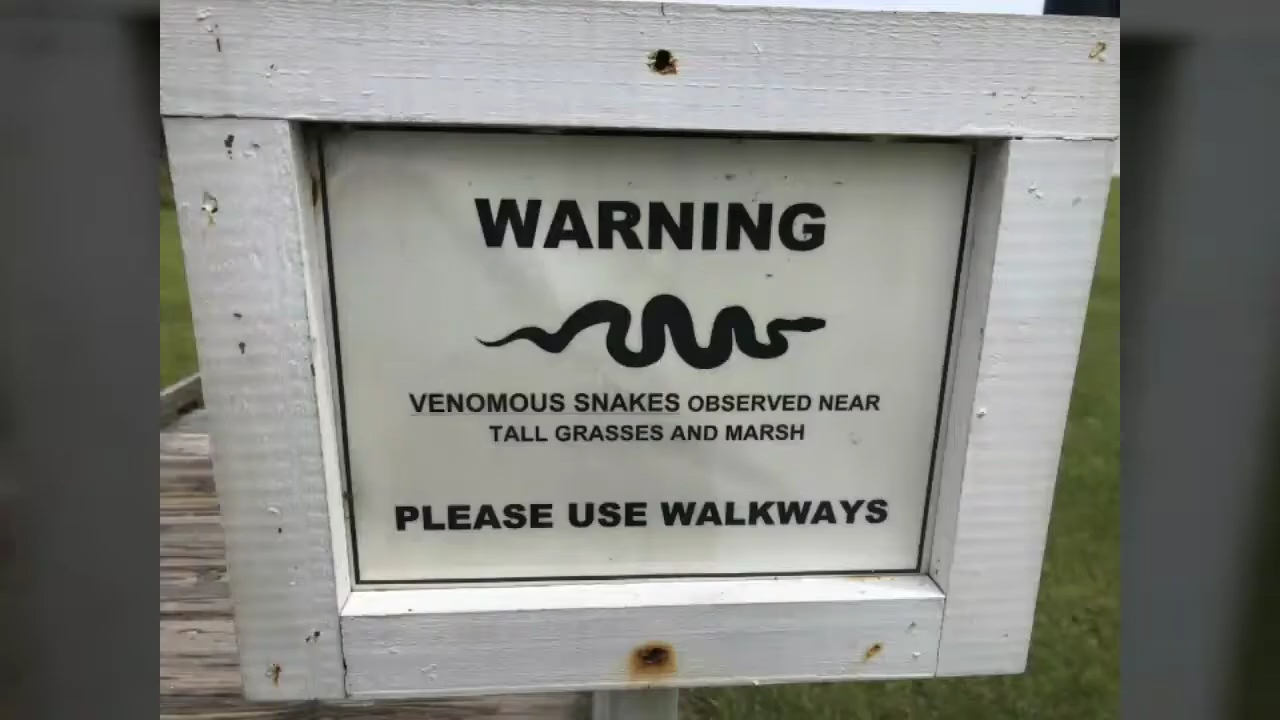 WARNING
VENOMOUS SNAKES OBSERVED NEAR
TALL GRASSES AND MARSH
PLEASE USE WALKWAYS